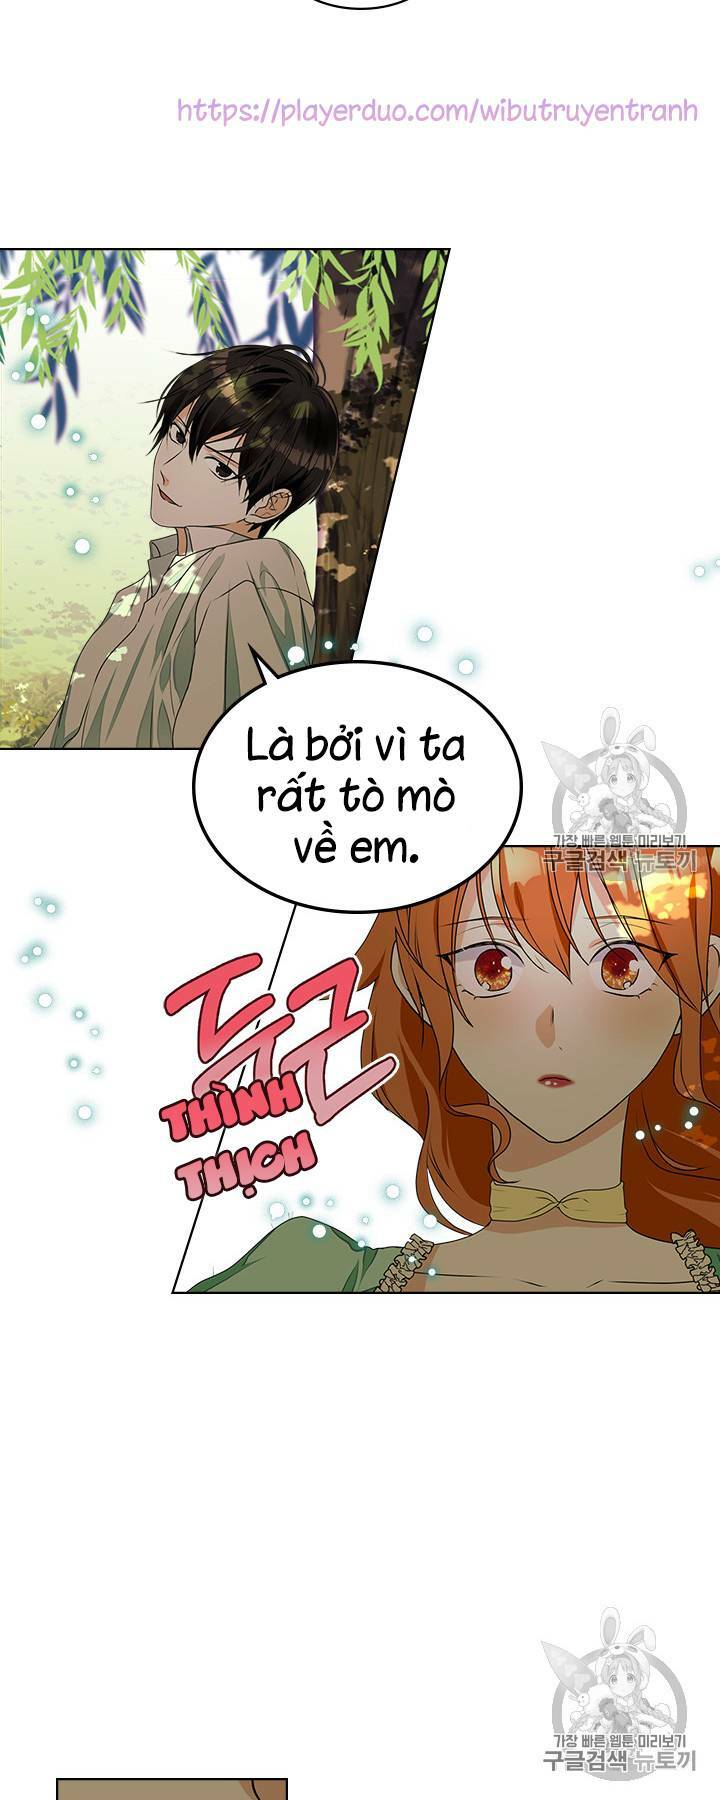 https://playerduo.com/wibutruyentranh
Là bởi vì ta
rất tò mò
về em.
가장 빠른 웹툰 미리보기
구글검색 뉴토끼
두근
THÌNH
THỊCH
가장 빠른 웹툰 미리보기
구글검색 뉴토끼